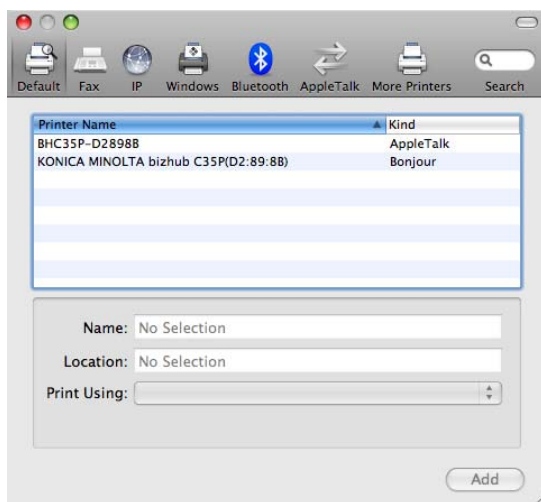 Default Fax IP Windows Bluetooth AppleTalk More Printers Search
Printer Name Kind
BHC35P-D2898B AppleTalk
KONICA MINOLTA bizhub C35P(D2:89:8B) Bonjour
Name: No Selection
Location: No Selection
Print Using:
Add